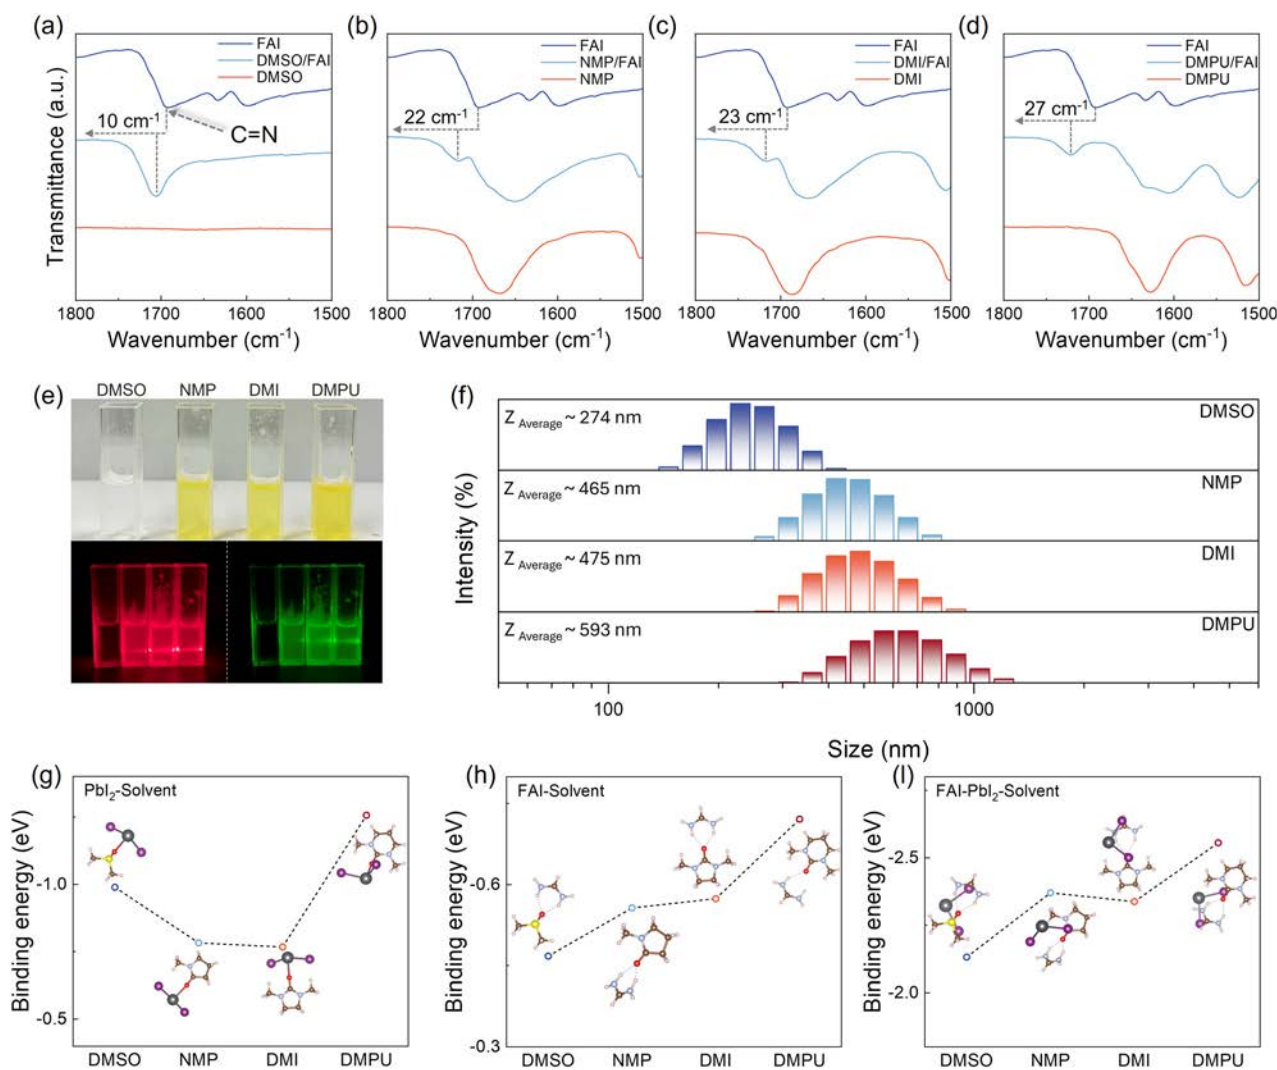 (a)
FAI
DMSO/FAI
DMSO
10 cm⁻¹
C=N
Transmittance (a.u.)
1800 1700 1600 1500
Wavenumber (cm⁻¹)
(b)
FAI
NMP/FAI
NMP
22 cm⁻¹
1800 1700 1600 1500
Wavenumber (cm⁻¹)
(c)
FAI
DMI/FAI
DMI
23 cm⁻¹
1800 1700 1600 1500
Wavenumber (cm⁻¹)
(d)
FAI
DMPU/FAI
DMPU
27 cm⁻¹
1800 1700 1600 1500
Wavenumber (cm⁻¹)
(e)
DMSO NMP DMI DMPU
(f)
Z Average ~ 274 nm DMSO
Z Average ~ 465 nm NMP
Z Average ~ 475 nm DMI
Z Average ~ 593 nm DMPU
Intensity (%)
100 1000
Size (nm)
(g)
PbI₂-Solvent
Binding energy (eV)
-1.0
-0.5
DMSO NMP DMI DMPU
(h)
FAI-Solvent
Binding energy (eV)
-0.6
-0.3
DMSO NMP DMI DMPU
(l)
FAI-PbI₂-Solvent
Binding energy (eV)
-2.5
-2.0
DMSO NMP DMI DMPU